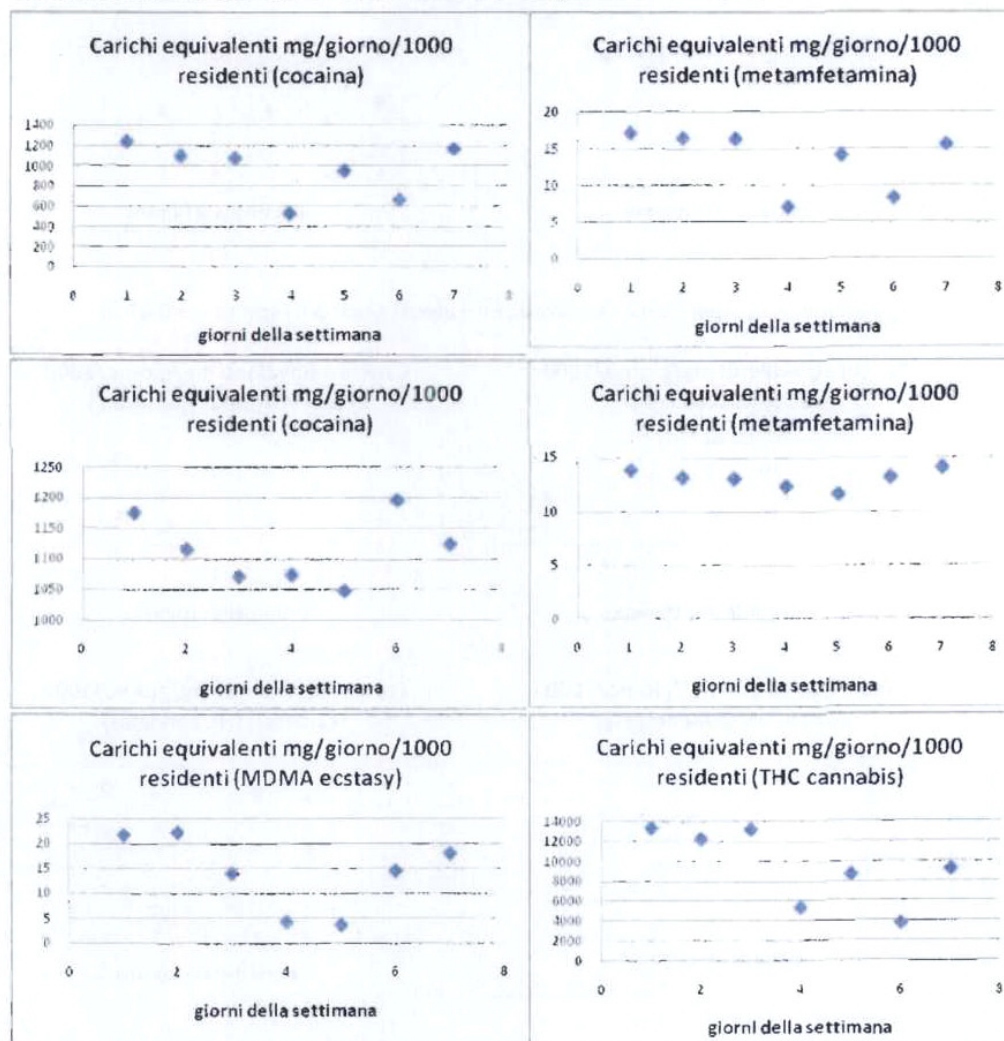 Carichi equivalenti mg/giorno/1000
residenti (cocaina)
1400
1200
1000
800
600
400
200
0
0 1 2 3 4 5 6 7 8
giorni della settimana
Carichi equivalenti mg/giorno/1000
residenti (metamfetamina)
20
15
10
5
0
0 1 2 3 4 5 6 7 8
giorni della settimana
Carichi equivalenti mg/giorno/1000
residenti (cocaina)
1250
1200
1150
1100
1050
1000
0 2 4 6 8
giorni della settimana
Carichi equivalenti mg/giorno/1000
residenti (metamfetamina)
15
10
5
0
0 1 2 3 4 5 6 7 8
giorni della settimana
Carichi equivalenti mg/giorno/1000
residenti (MDMA ecstasy)
25
20
15
10
5
0
0 2 4 6 8
giorni della settimana
Carichi equivalenti mg/giorno/1000
residenti (THC cannabis)
14000
12000
10000
8000
6000
4000
2000
0
0 2 4 6 8
giorni della settimana